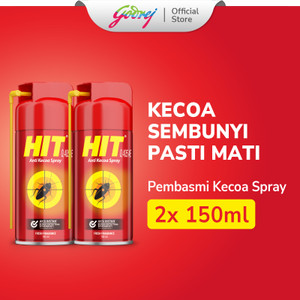 Godrej
Official
Store
KECOA
SEMBUNYI
PASTI MATI
Pembasmi Kecoa Spray
2x 150ml
HIT
Anti Kecoa Spray
HIT
Anti Kecoa Spray